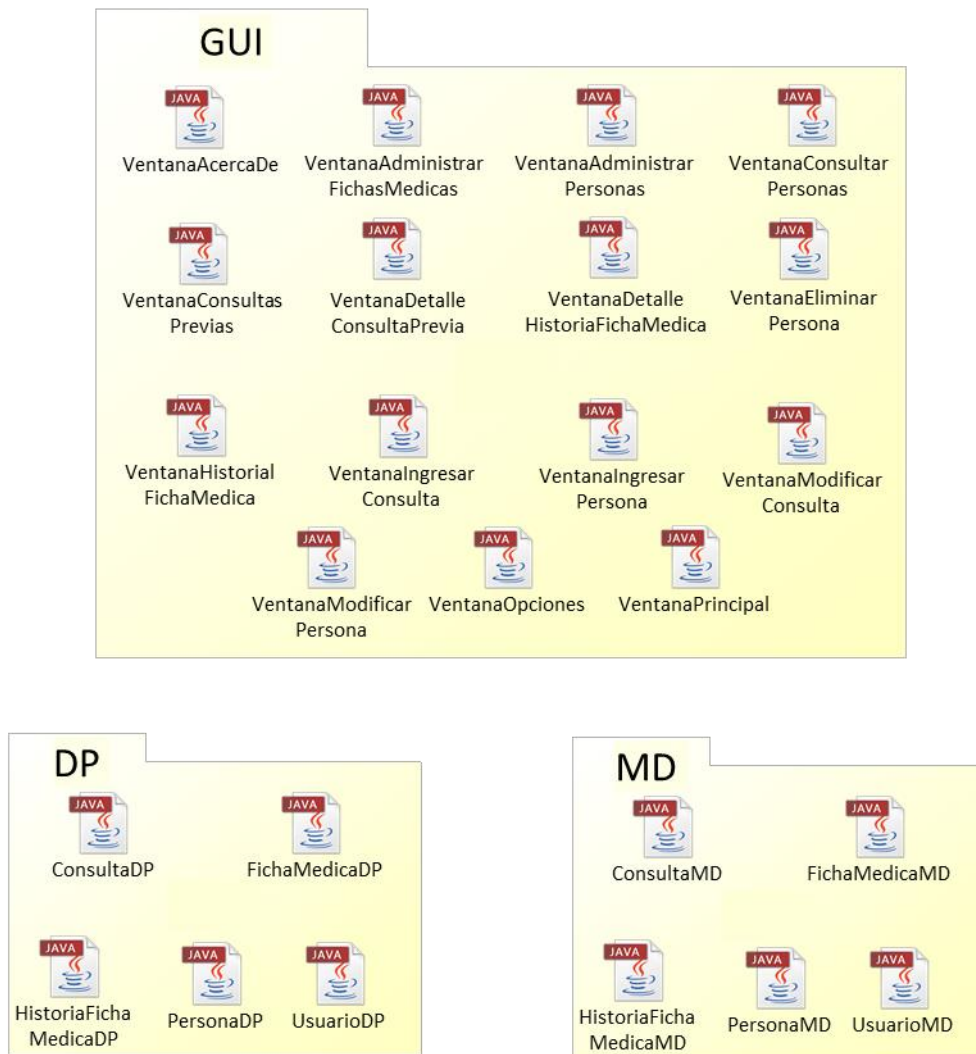 GUI
JAVA JAVA JAVA JAVA
VentanaAcercaDe VentanaAdministrar VentanaAdministrar VentanaConsultar
FichasMedicas Personas Personas
JAVA JAVA JAVA JAVA
VentanaConsultas VentanaDetalle VentanaDetalle VentanaEliminar
Previas ConsultaPrevia HistoriaFichaMedica Persona
JAVA JAVA JAVA JAVA
VentanaHistorial VentanaIngresar VentanaIngresar VentanaModificar
FichaMedica Consulta Persona Consulta
JAVA JAVA JAVA
VentanaModificar VentanaOpciones VentanaPrincipal
Persona
DP
JAVA JAVA
ConsultaDP FichaMedicaDP
JAVA JAVA JAVA
HistoriaFicha PersonaDP UsuarioDP
MedicaDP
MD
JAVA JAVA
ConsultaMD FichaMedicaMD
JAVA JAVA JAVA
HistoriaFicha PersonaMD UsuarioMD
MedicaMD